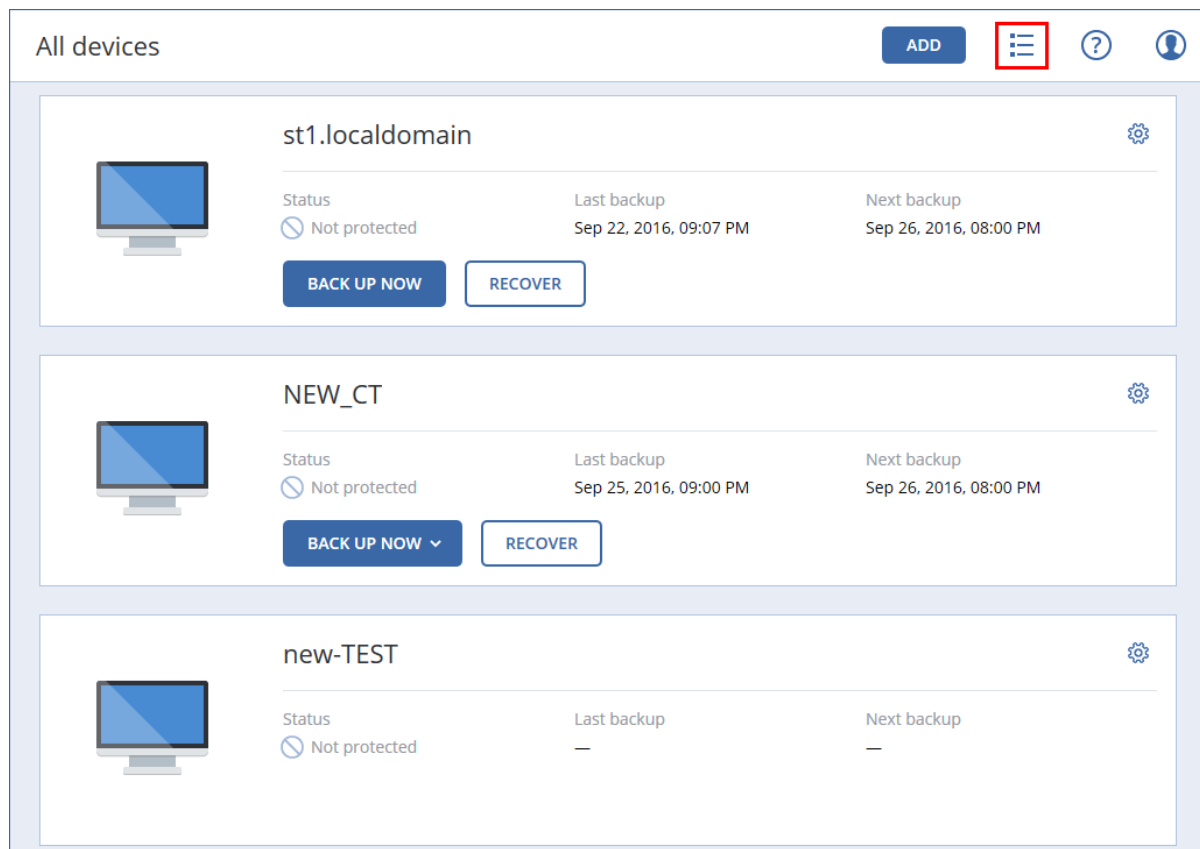 All devices
ADD
?
st1.localdomain
Status Last backup Next backup
Not protected Sep 22, 2016, 09:07 PM Sep 26, 2016, 08:00 PM
BACK UP NOW RECOVER
NEW_CT
Status Last backup Next backup
Not protected Sep 25, 2016, 09:00 PM Sep 26, 2016, 08:00 PM
BACK UP NOW RECOVER
new-TEST
Status Last backup Next backup
Not protected — —